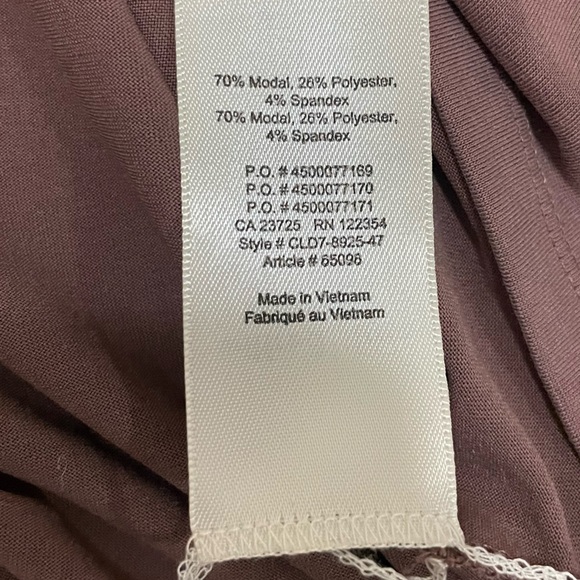 70% Modal, 26% Polyester,
4% Spandex
70% Modal, 26% Polyester,
4% Spandex
P.O. # 4500077169
P.O. # 4500077170
P.O. # 4500077171
CA 23725 RN 122354
Style # CLD7-8925-47
Article # 65096
Made in Vietnam
Fabriqué au Vietnam